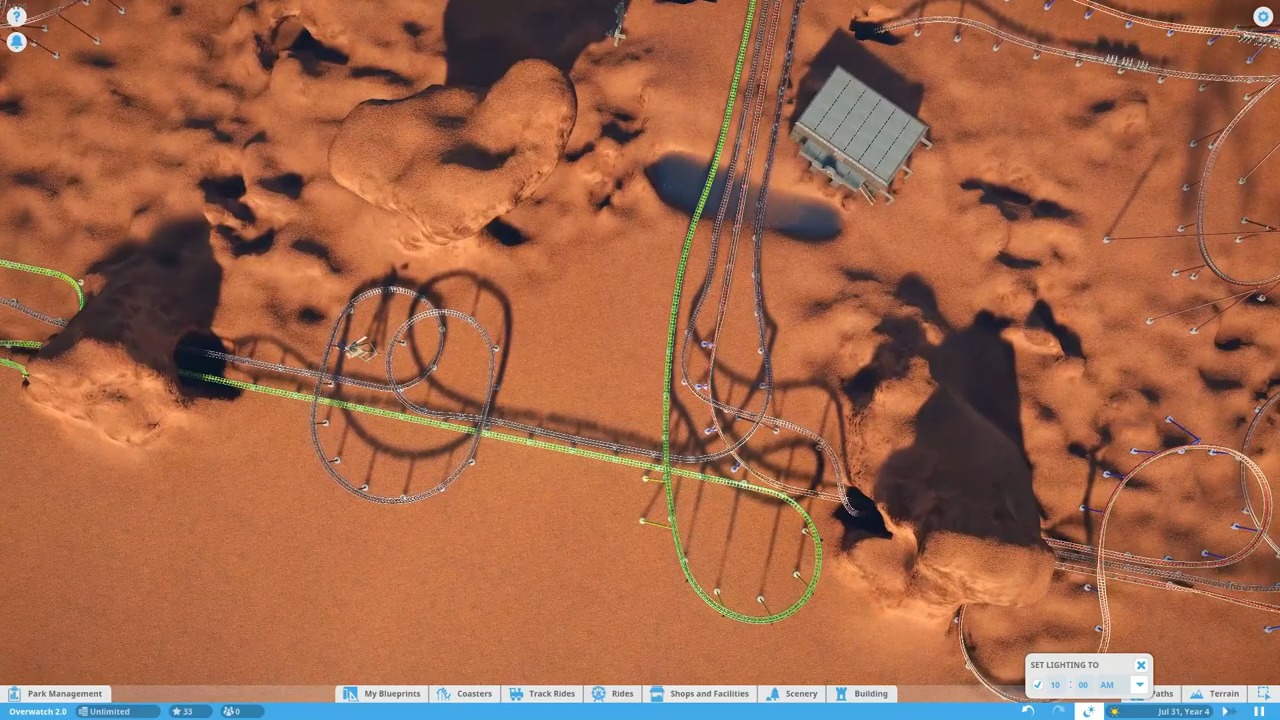 SET LIGHTING TO
10 : 00 AM
Park Management
My Blueprints
Coasters
Track Rides
Rides
Shops and Facilities
Scenery
Building
Paths
Terrain
Overwatch 2.0
Unlimited
33
0
Jul 31, Year 4